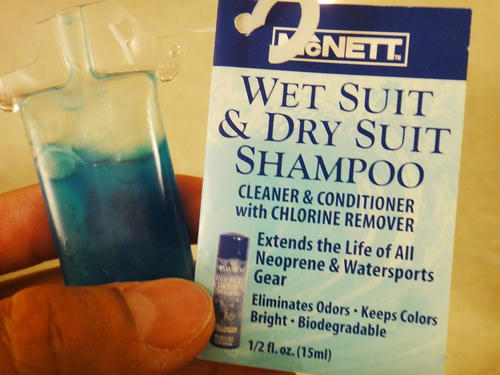 McNETT™
WET SUIT
& DRY SUIT
SHAMPOO
CLEANER & CONDITIONER
with CHLORINE REMOVER
Extends the Life of All
Neoprene & Watersports
Gear
Eliminates Odors • Keeps Colors
Bright • Biodegradable
1/2 fl. oz. (15ml)